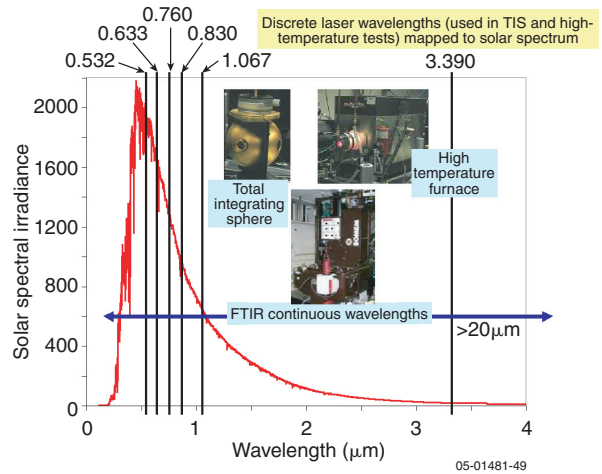 Discrete laser wavelengths (used in TIS and high-
temperature tests) mapped to solar spectrum
0.760
0.633
0.830
0.532
1.067
3.390
2000
1600
1200
800
400
0
Solar spectral irradiance
Total
integrating
sphere
High
temperature
furnace
BOMEM
FTIR continuous wavelengths
>20μm
0
1
2
3
4
Wavelength (μm)
05-01481-49